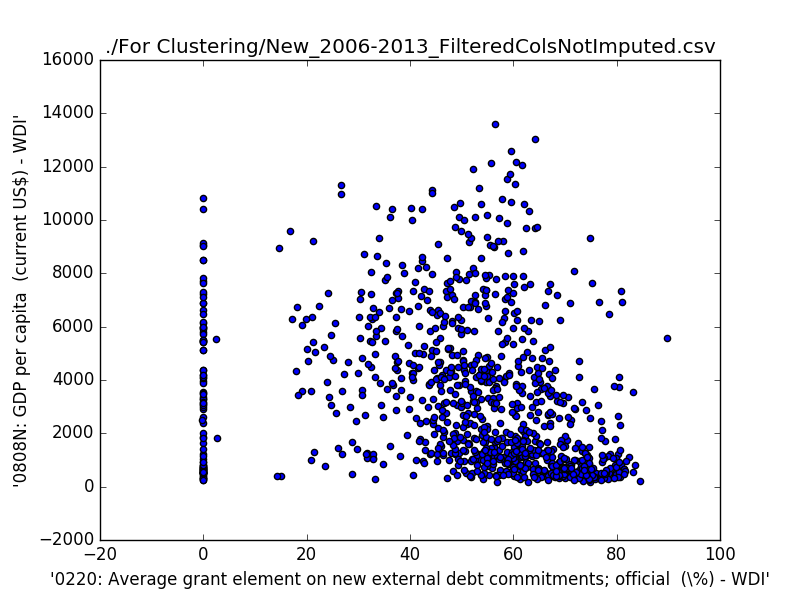 ./For Clustering/New_2006-2013_FilteredColsNotImputed.csv
16000
14000
12000
10000
8000
6000
4000
2000
0
−2000
'0808N: GDP per capita  (current US$) - WDI'
−20 0 20 40 60 80 100
'0220: Average grant element on new external debt commitments; official  (\%) - WDI'